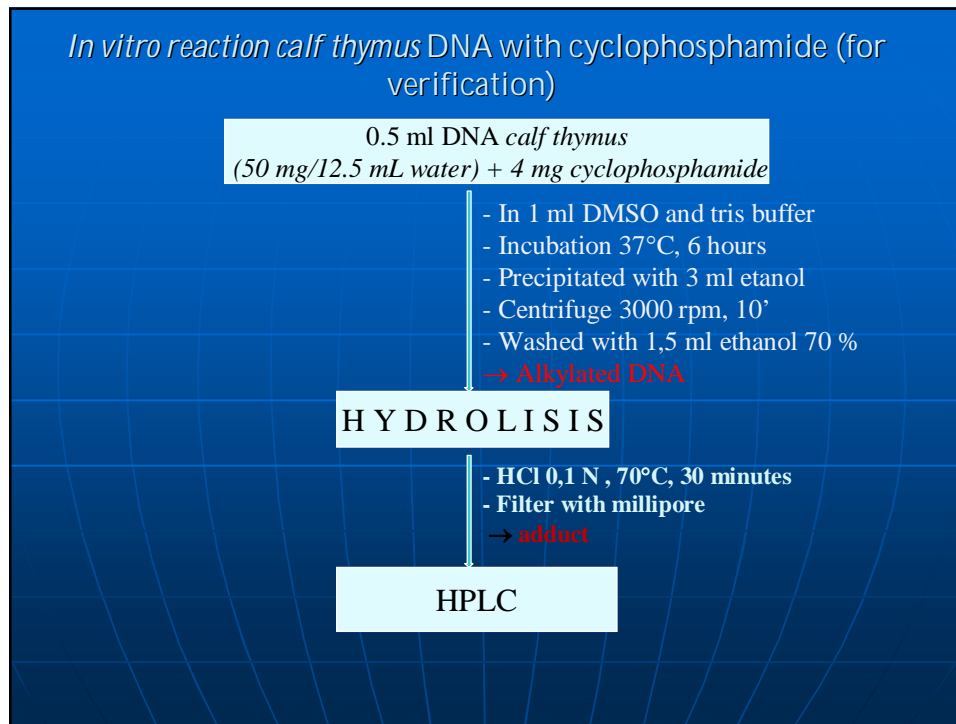 In vitro reaction calf thymus DNA with cyclophosphamide (for
verification)
0.5 ml DNA calf thymus
(50 mg/12.5 mL water) + 4 mg cyclophosphamide
- In 1 ml DMSO and tris buffer
- Incubation 37°C, 6 hours
- Precipitated with 3 ml etanol
- Centrifuge 3000 rpm, 10’
- Washed with 1,5 ml ethanol 70 %
→ Alkylated DNA
H Y D R O L I S I S
- HCl 0,1 N , 70°C, 30 minutes
- Filter with millipore
→ adduct
HPLC